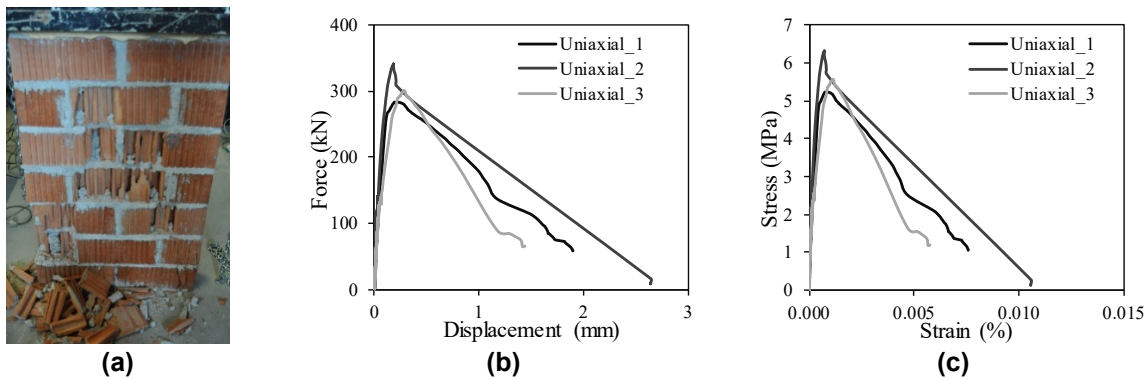 400
300
200
100
0
Force (kN)
Uniaxial_1
Uniaxial_2
Uniaxial_3
0 1 2 3
Displacement (mm)
7
6
5
4
3
2
1
0
Stress (MPa)
Uniaxial_1
Uniaxial_2
Uniaxial_3
0.000 0.005 0.010 0.015
Strain (%)
(a) (b) (c)